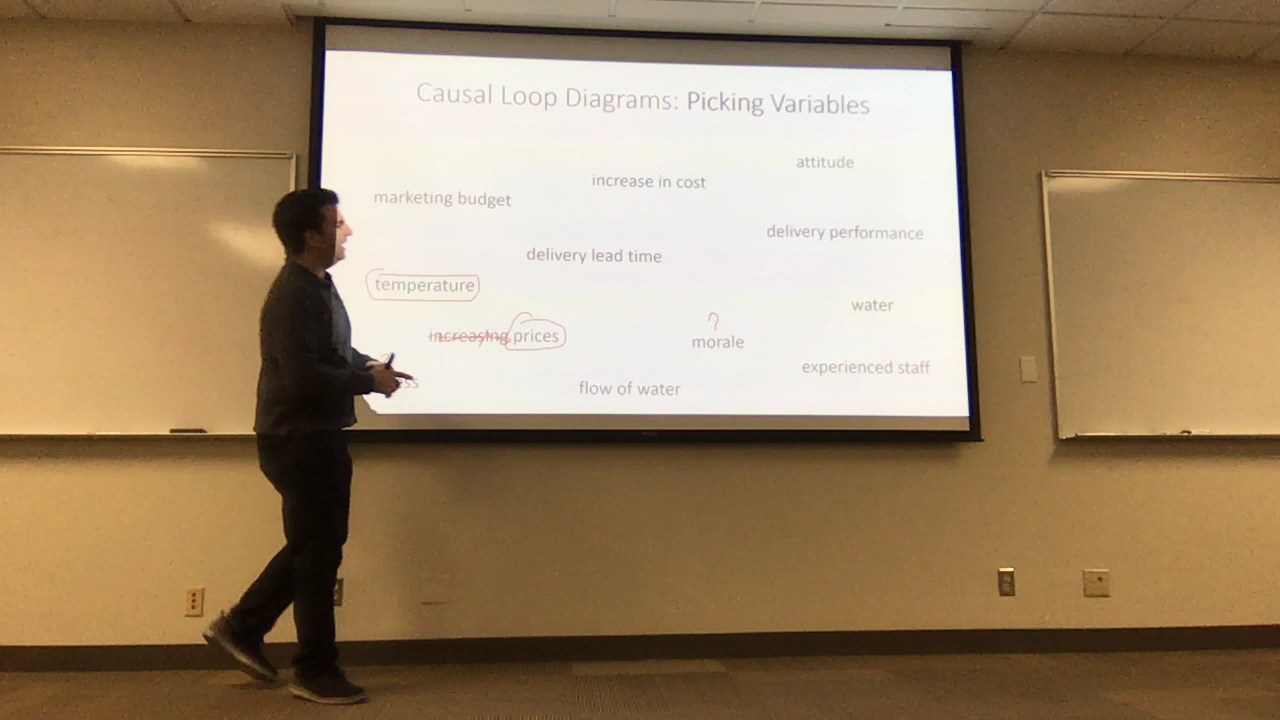 Causal Loop Diagrams: Picking Variables
attitude
increase in cost
marketing budget
delivery performance
delivery lead time
temperature
water
increasing prices
?
morale
experienced staff
flow of water